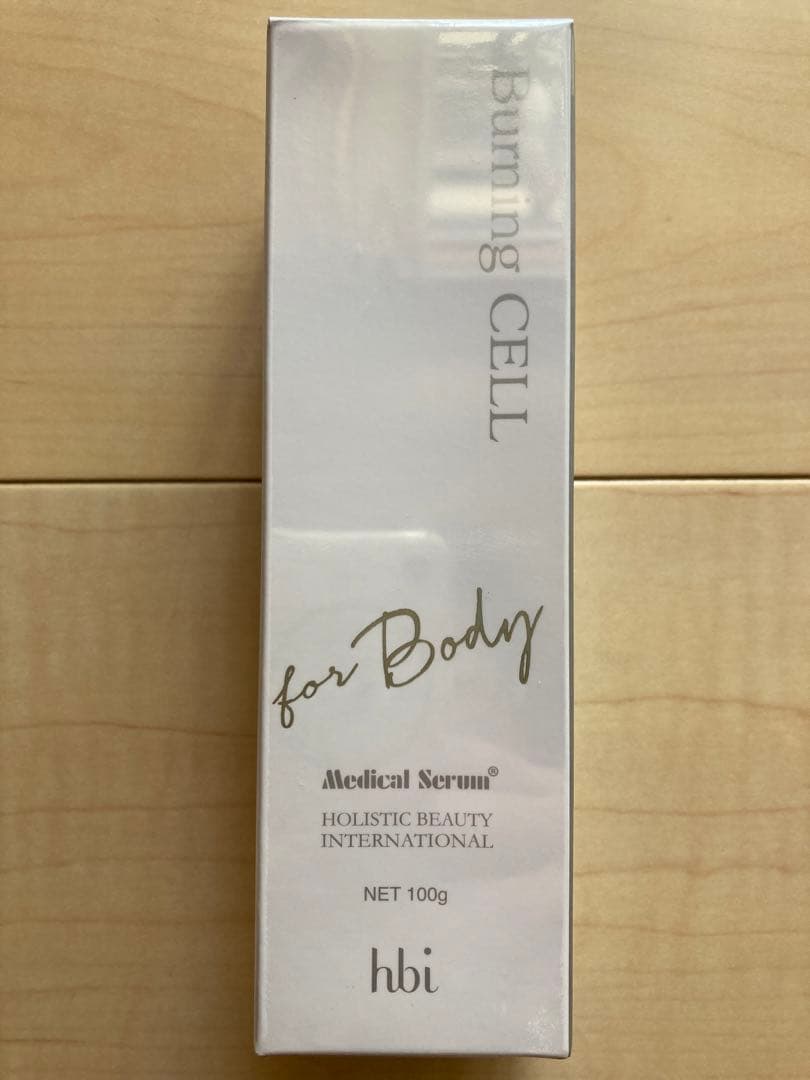 Burning CELL
for Body
Medical Serum®
HOLISTIC BEAUTY
INTERNATIONAL
NET 100g
hbi